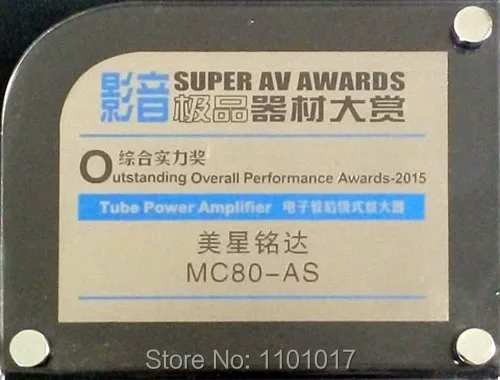 影音 SUPER AV AWARDS
极品器材大赏
综合实力奖
Outstanding Overall Performance Awards-2015
Tube Power Amplifier 电子管后级式放大器
美星铭达
MC80-AS
Store No: 1101017